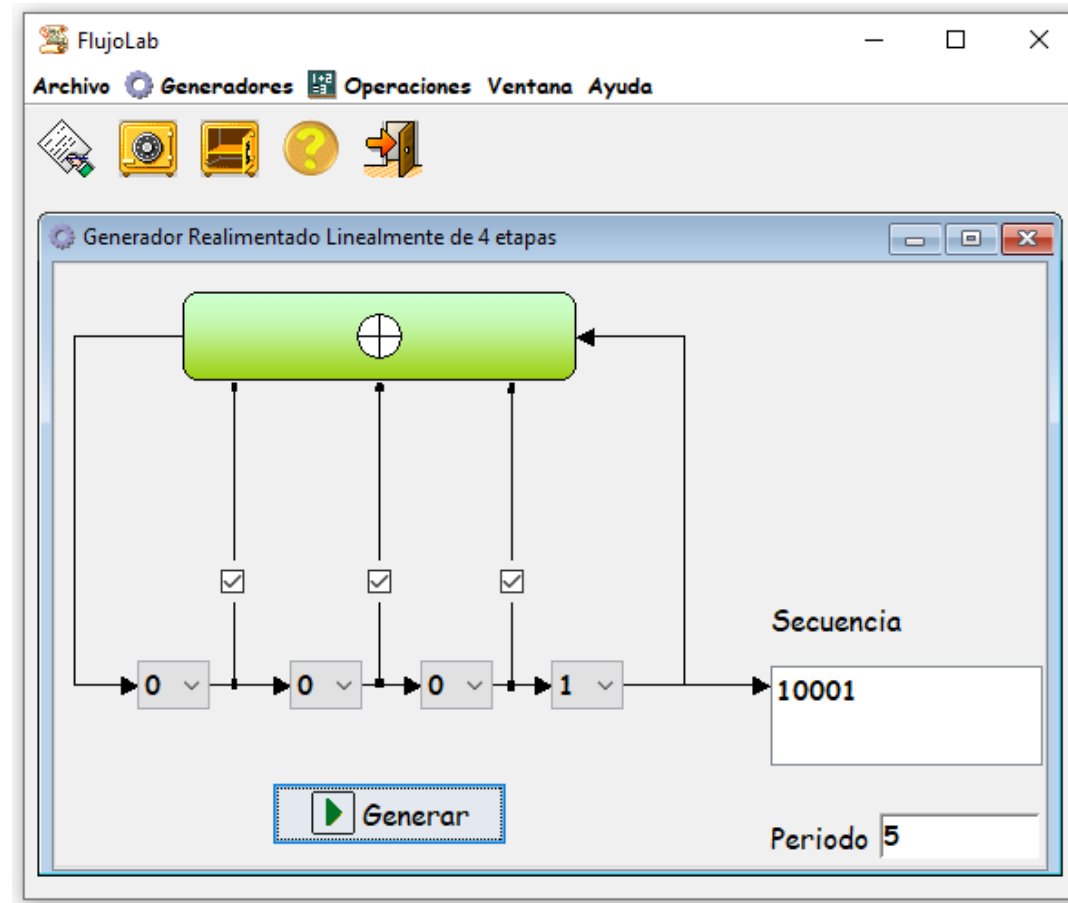 FlujoLab
Archivo Generadores Operaciones Ventana Ayuda
Generador Realimentado Linealmente de 4 etapas
Secuencia
0 0 0 1
10001
Generar
Periodo 5